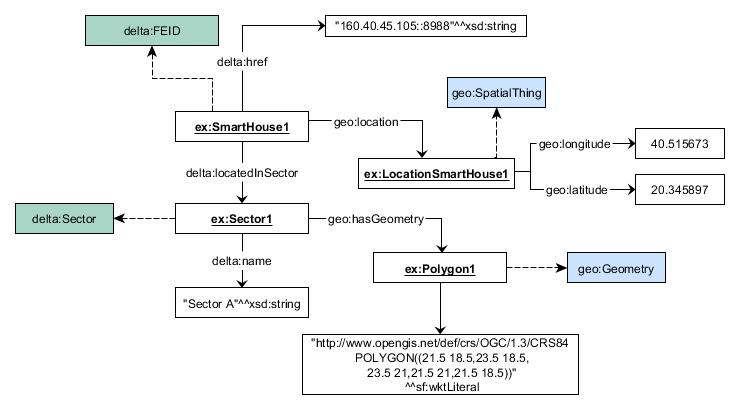 delta:FEID
"160.40.45.105::8988"^^xsd:string
delta:href
geo:SpatialThing
ex:SmartHouse1
geo:location
geo:longitude
40.515673
delta:locatedInSector
ex:LocationSmartHouse1
geo:latitude
20.345897
delta:Sector
ex:Sector1
geo:hasGeometry
delta:name
ex:Polygon1
geo:Geometry
"Sector A"^^xsd:string
"http://www.opengis.net/def/crs/OGC/1.3/CRS84
POLYGON((21.5 18.5,23.5 18.5,
23.5 21,21.5 21,21.5 18.5))"
^^sf:wktLiteral